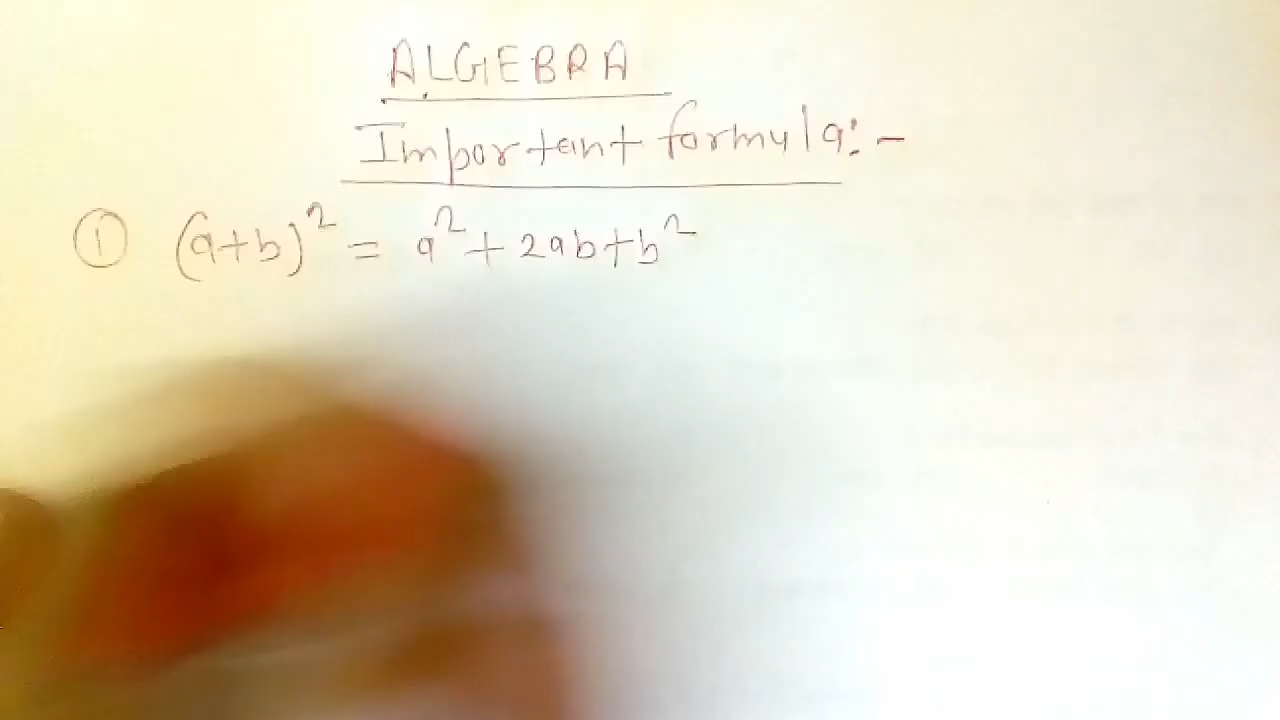 ALGEBRA
Important formula:-
① (a+b)² = a² + 2ab+b²